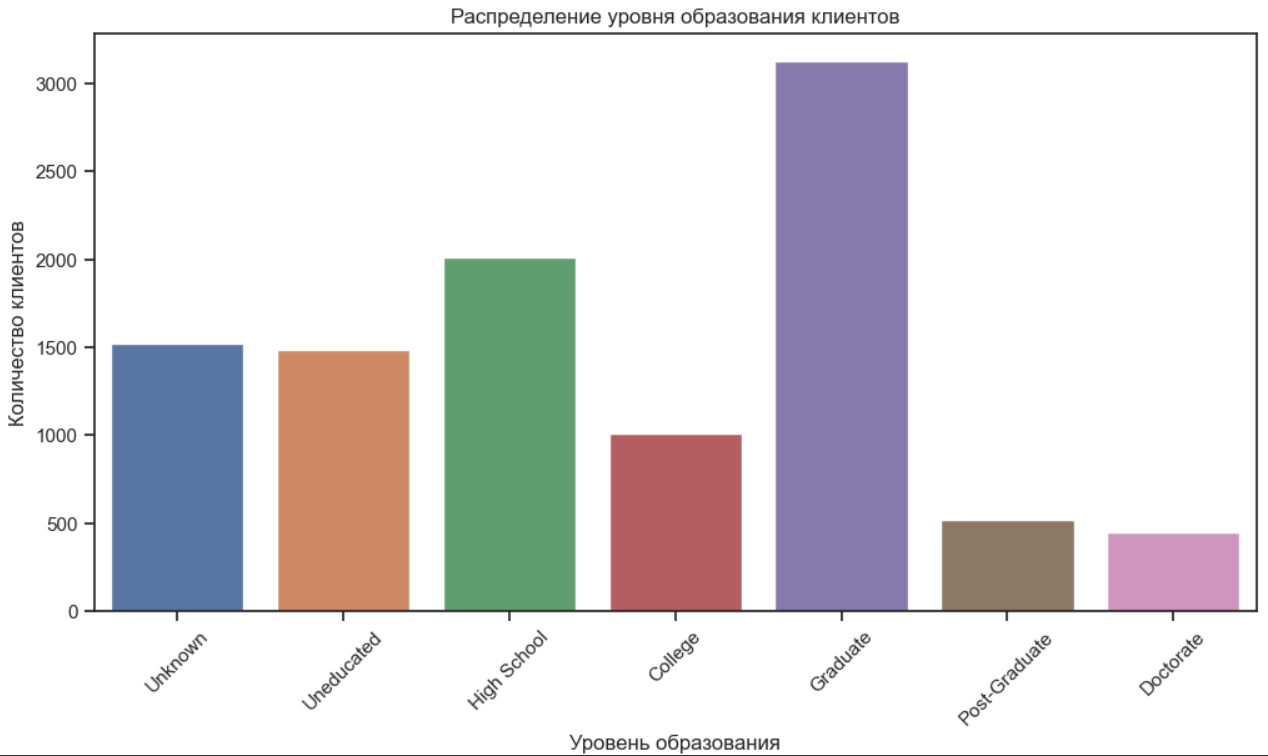 Распределение уровня образования клиентов
Количество клиентов
3000
2500
2000
1500
1000
500
0
Unknown
Uneducated
High School
College
Graduate
Post-Graduate
Doctorate
Уровень образования